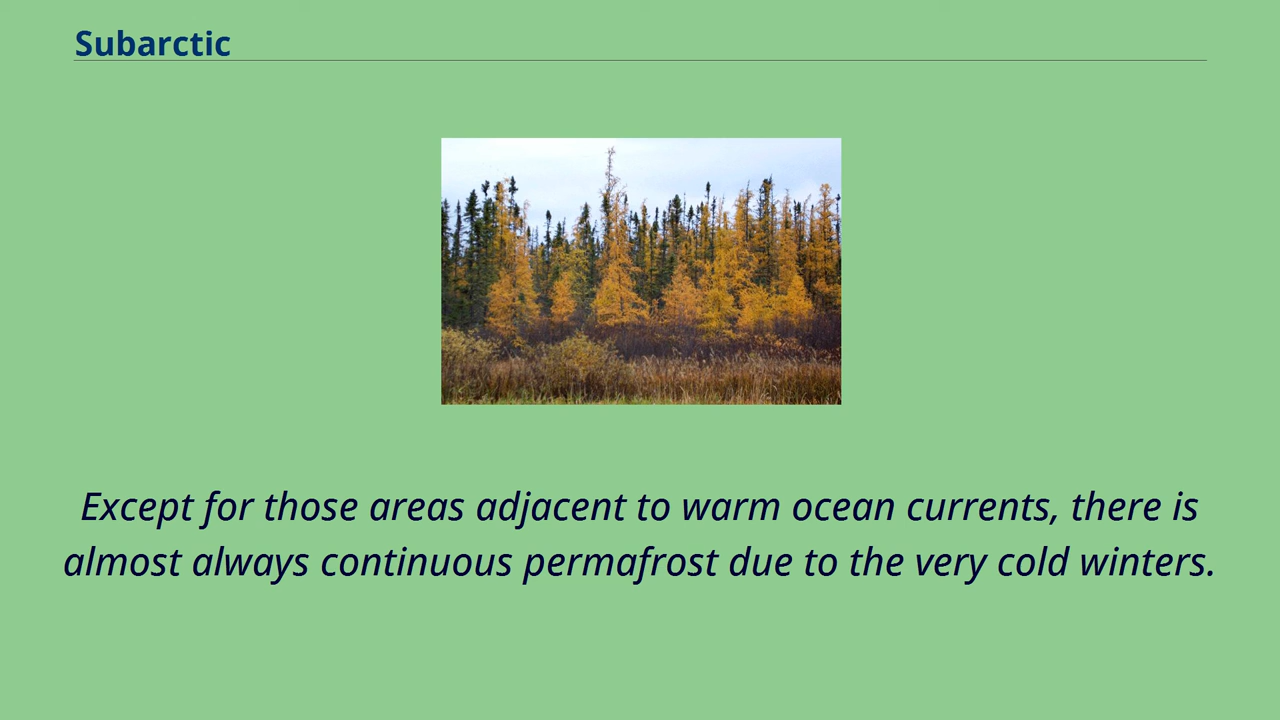 Subarctic
Except for those areas adjacent to warm ocean currents, there is
almost always continuous permafrost due to the very cold winters.